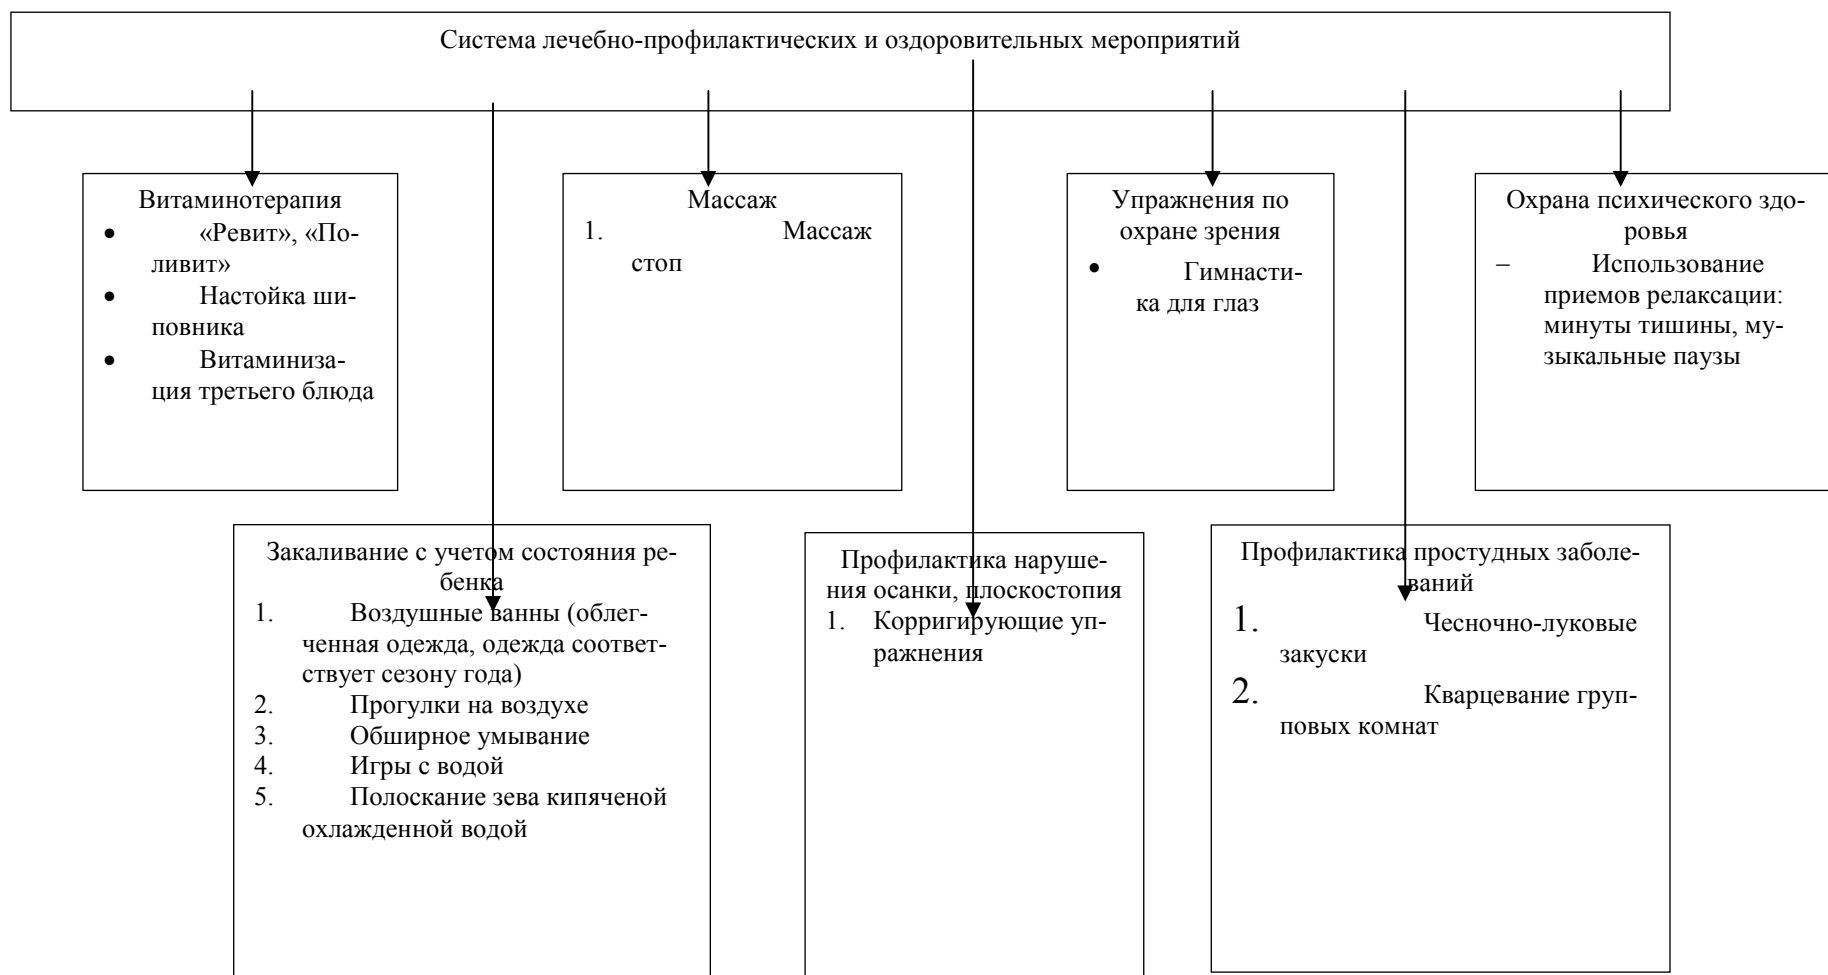 Система лечебно-профилактических и оздоровительных мероприятий
Витаминотерапия
• «Ревит», «По-
ливит»
• Настойка ши-
повника
• Витаминиза-
ция третьего блюда
Массаж
1. Массаж
стоп
Упражнения по
охране зрения
• Гимнасти-
ка для глаз
Охрана психического здо-
ровья
– Использование
приемов релаксации:
минуты тишины, му-
зыкальные паузы
Закаливание с учетом состояния ре-
бенка
1. Воздушные ванны (облег-
ченная одежда, одежда соответ-
ствует сезону года)
2. Прогулки на воздухе
3. Обширное умывание
4. Игры с водой
5. Полоскание зева кипяченой
охлажденной водой
Профилактика наруше-
ния осанки, плоскостопия
1. Корригирующие уп-
ражнения
Профилактика простудных заболе-
ваний
1. Чесночно-луковые
закуски
2. Кварцевание груп-
повых комнат